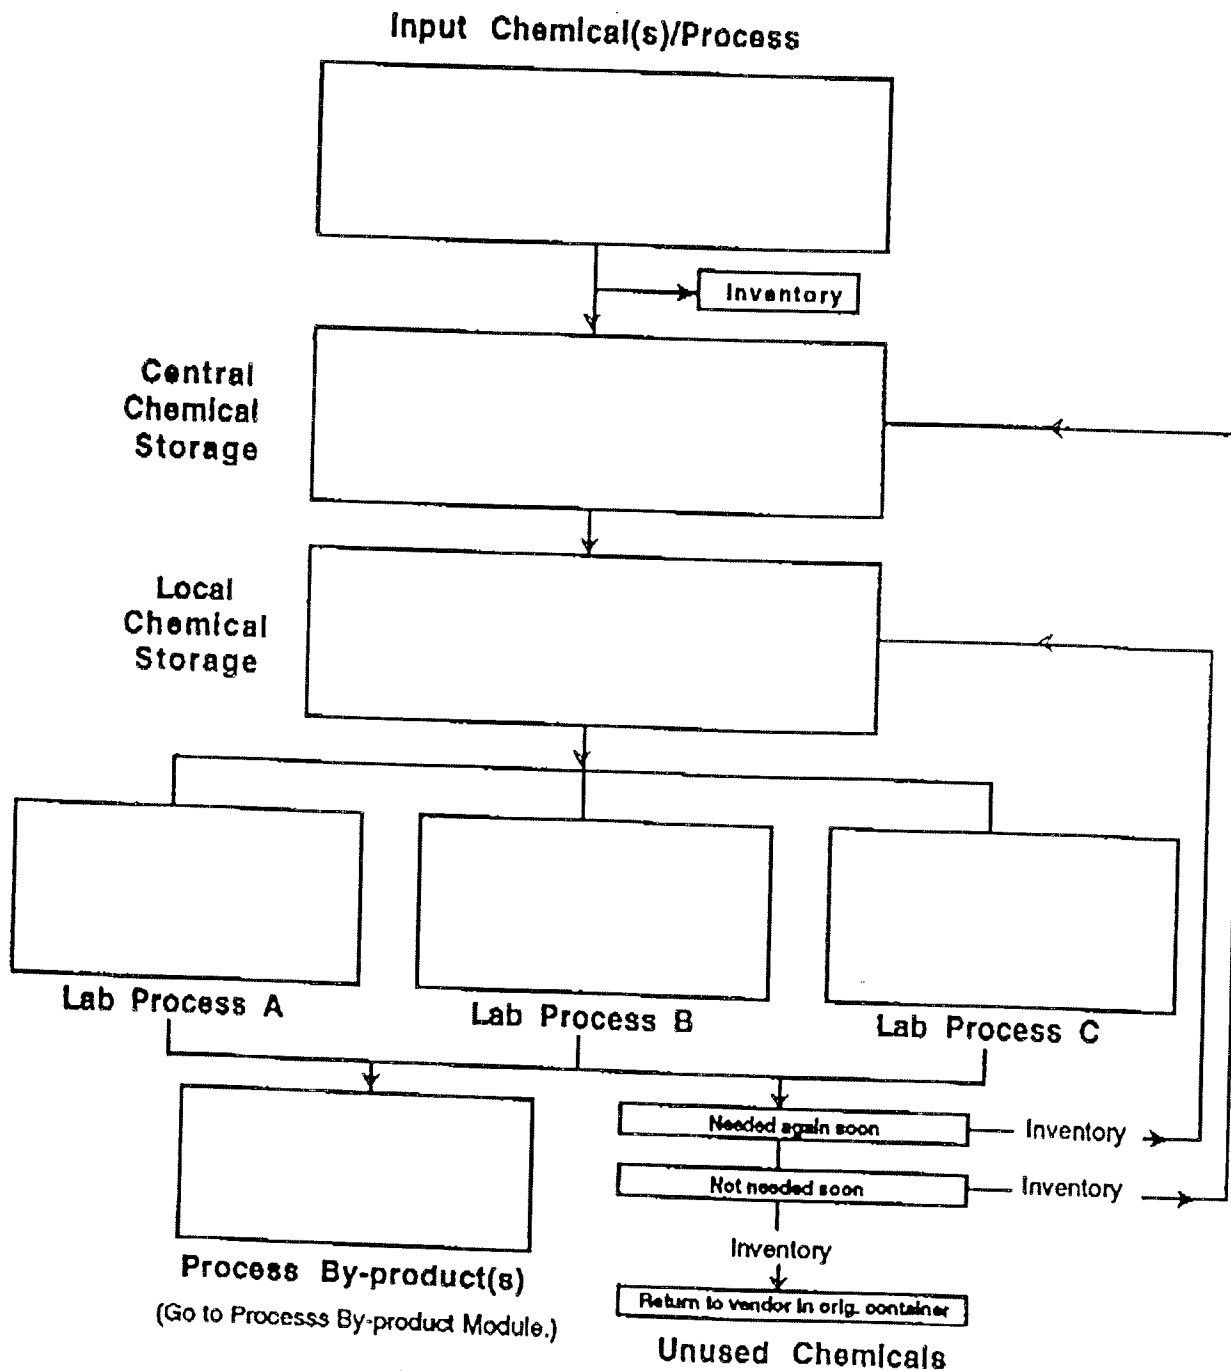 Input Chemical(s)/Process
Inventory
Central
Chemical
Storage
Local
Chemical
Storage
Lab Process A
Lab Process B
Lab Process C
Needed again soon
Inventory
Not needed soon
Inventory
Inventory
Return to vendor in orig. container
Process By-product(s)
(Go to Processs By-product Module.)
Unused Chemicals